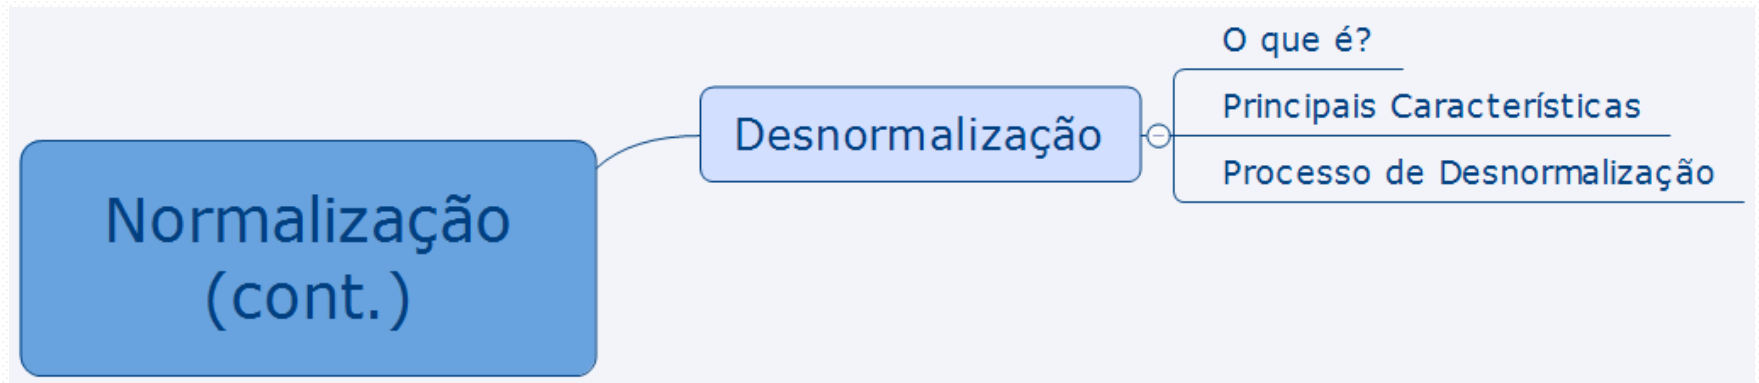 Normalização
(cont.)
Desnormalização
O que é?
Principais Características
Processo de Desnormalização